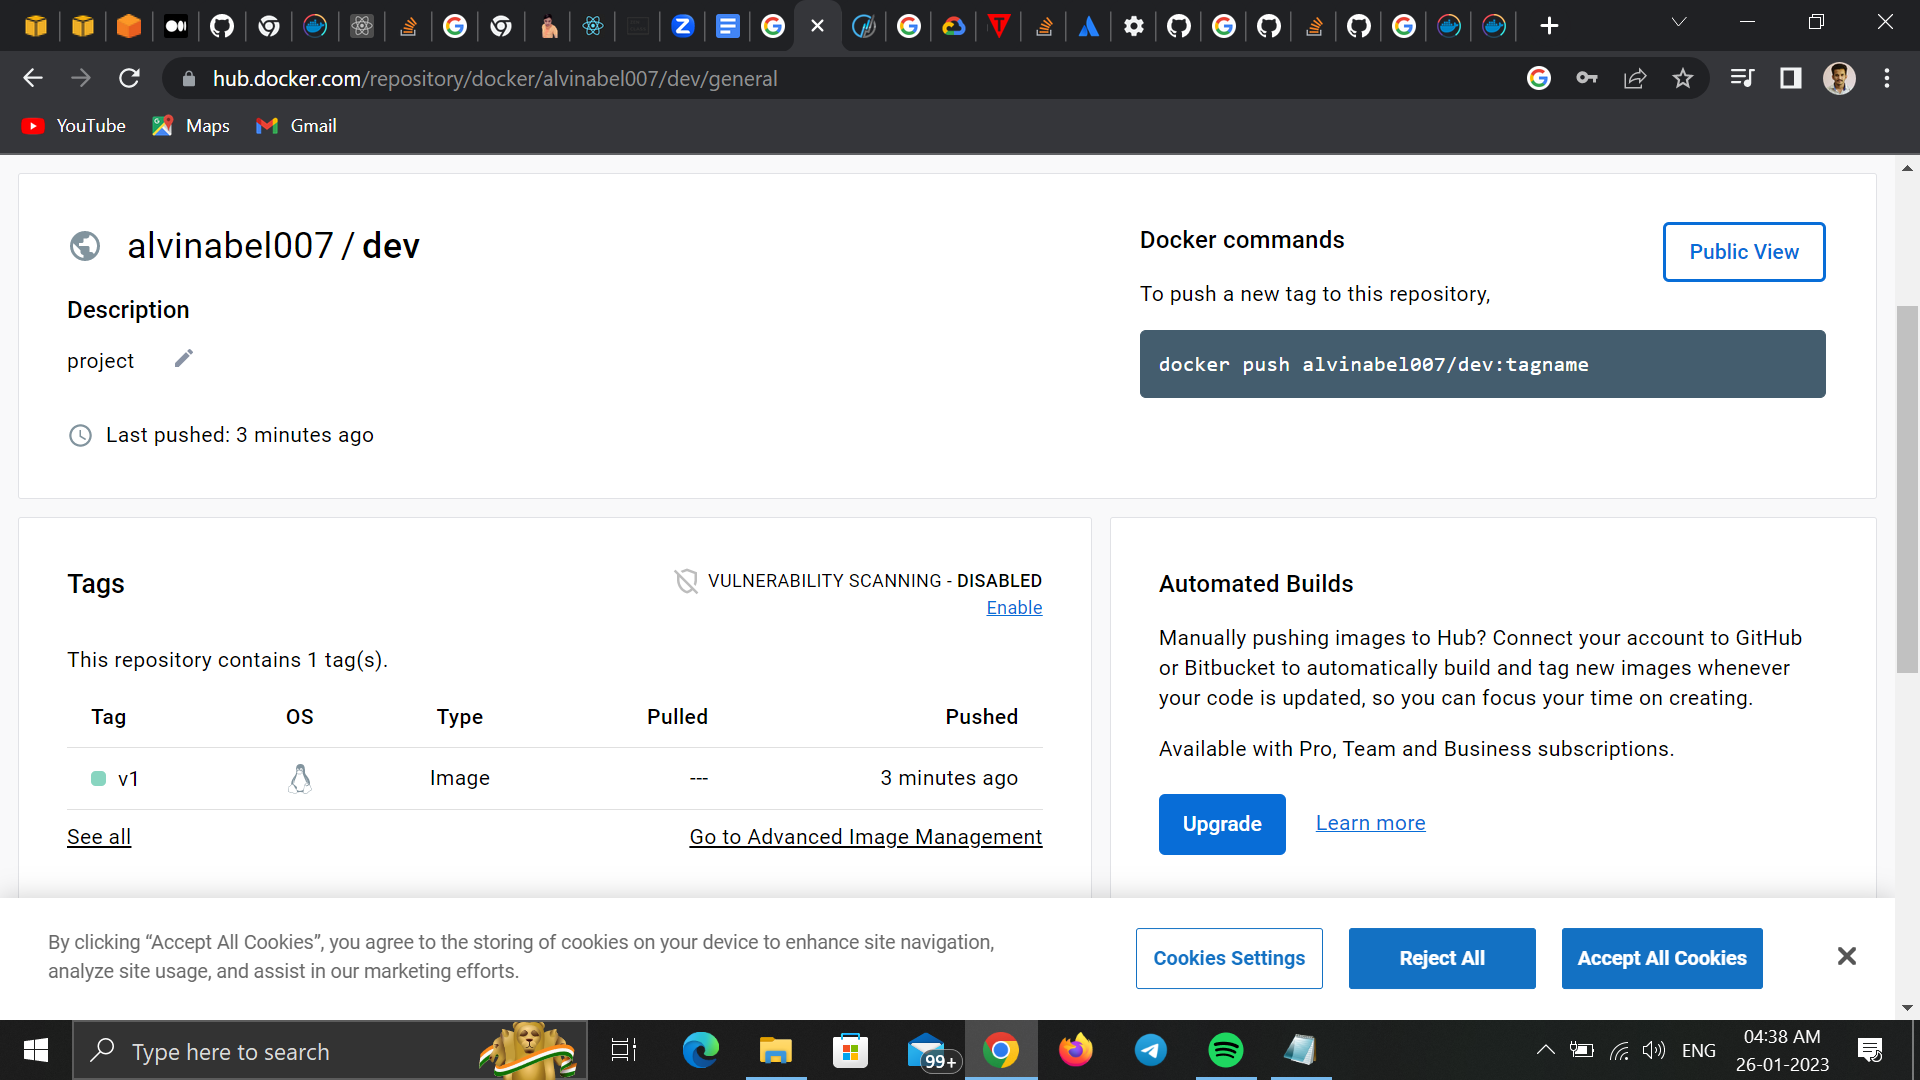 hub.docker.com/repository/docker/alvinabel007/dev/general
YouTube
Maps
Gmail
alvinabel007 / dev
Description
project
Last pushed: 3 minutes ago
Docker commands
Public View
To push a new tag to this repository,
docker push alvinabel007/dev:tagname
Tags
VULNERABILITY SCANNING - DISABLED
Enable
This repository contains 1 tag(s).
Tag OS Type Pulled Pushed
v1 Image --- 3 minutes ago
See all
Go to Advanced Image Management
Automated Builds
Manually pushing images to Hub? Connect your account to GitHub
or Bitbucket to automatically build and tag new images whenever
your code is updated, so you can focus your time on creating.
Available with Pro, Team and Business subscriptions.
Upgrade
Learn more
By clicking “Accept All Cookies”, you agree to the storing of cookies on your device to enhance site navigation,
analyze site usage, and assist in our marketing efforts.
Cookies Settings
Reject All
Accept All Cookies
Type here to search
99+
ENG
04:38 AM
26-01-2023